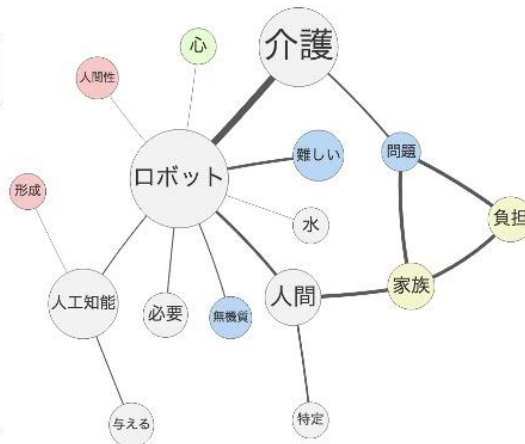 介護
心
人間性
難しい
問題
ロボット
形成
水
負担
家族
人間
人工知能
必要
無機質
特定
与える